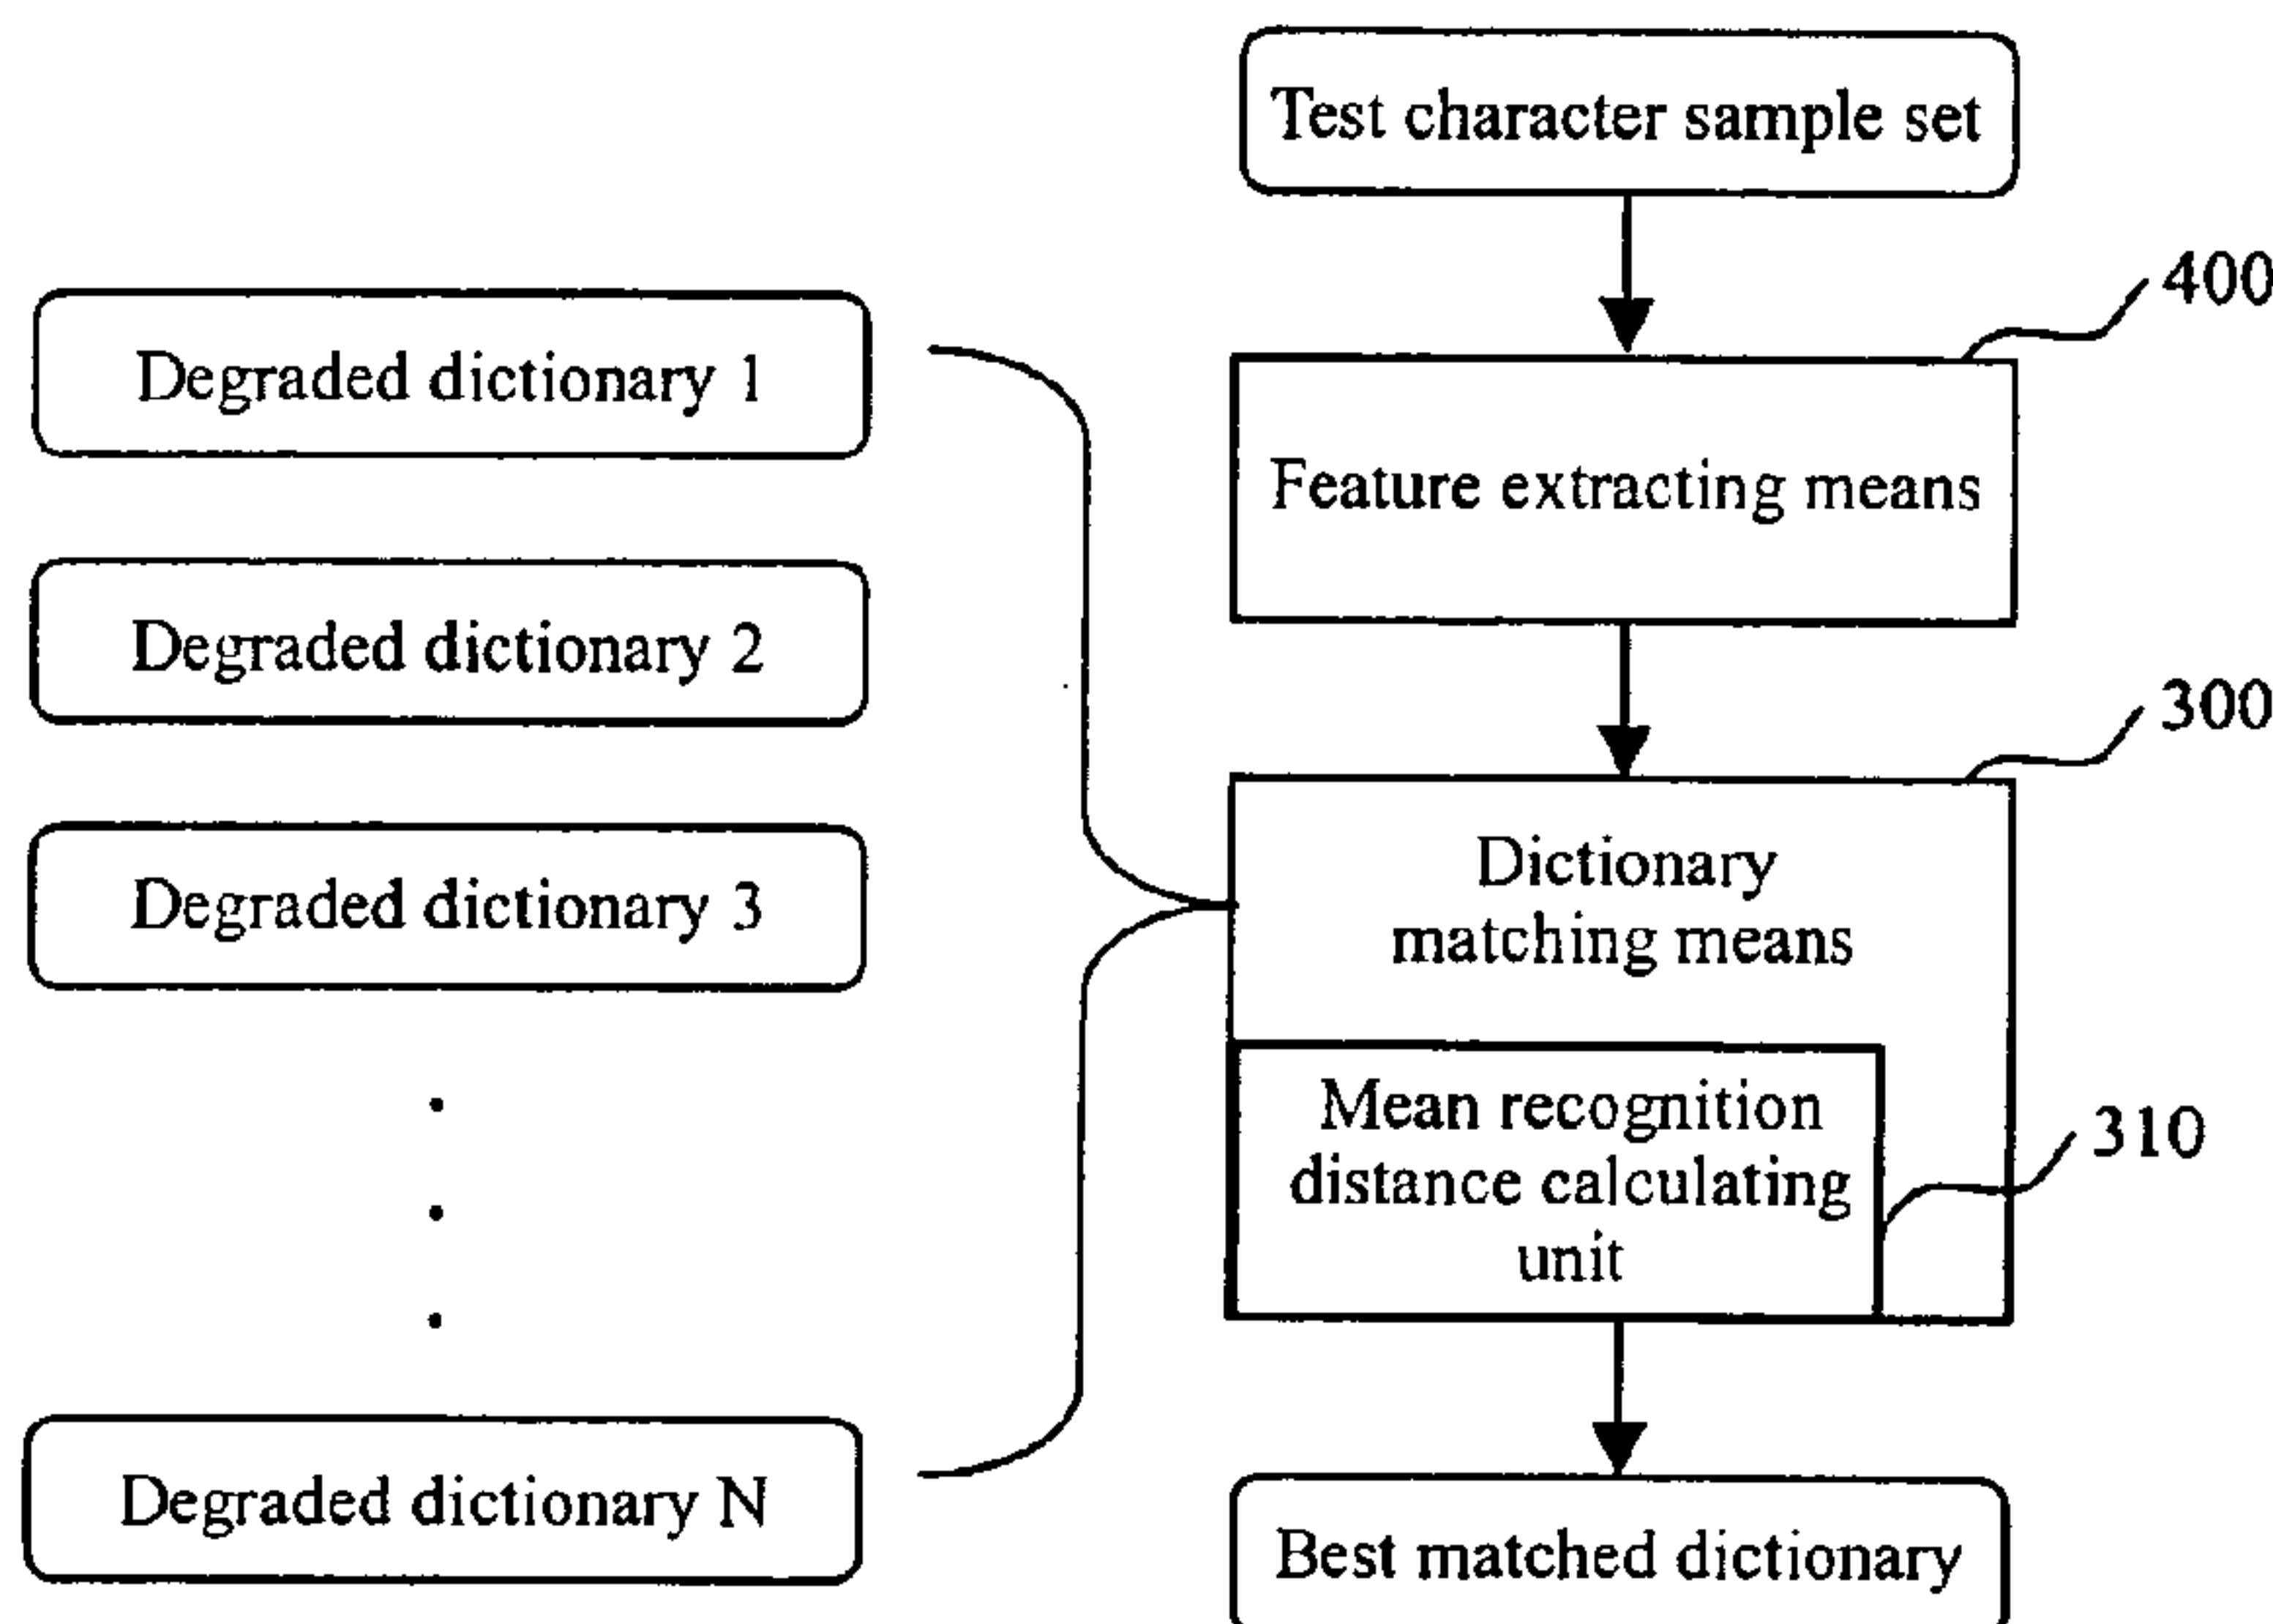 Test character sample set
400
Degraded dictionary 1
Feature extracting means
Degraded dictionary 2
300
Degraded dictionary 3
Dictionary
matching means
Mean recognition
distance calculating
unit
310
Degraded dictionary N
Best matched dictionary